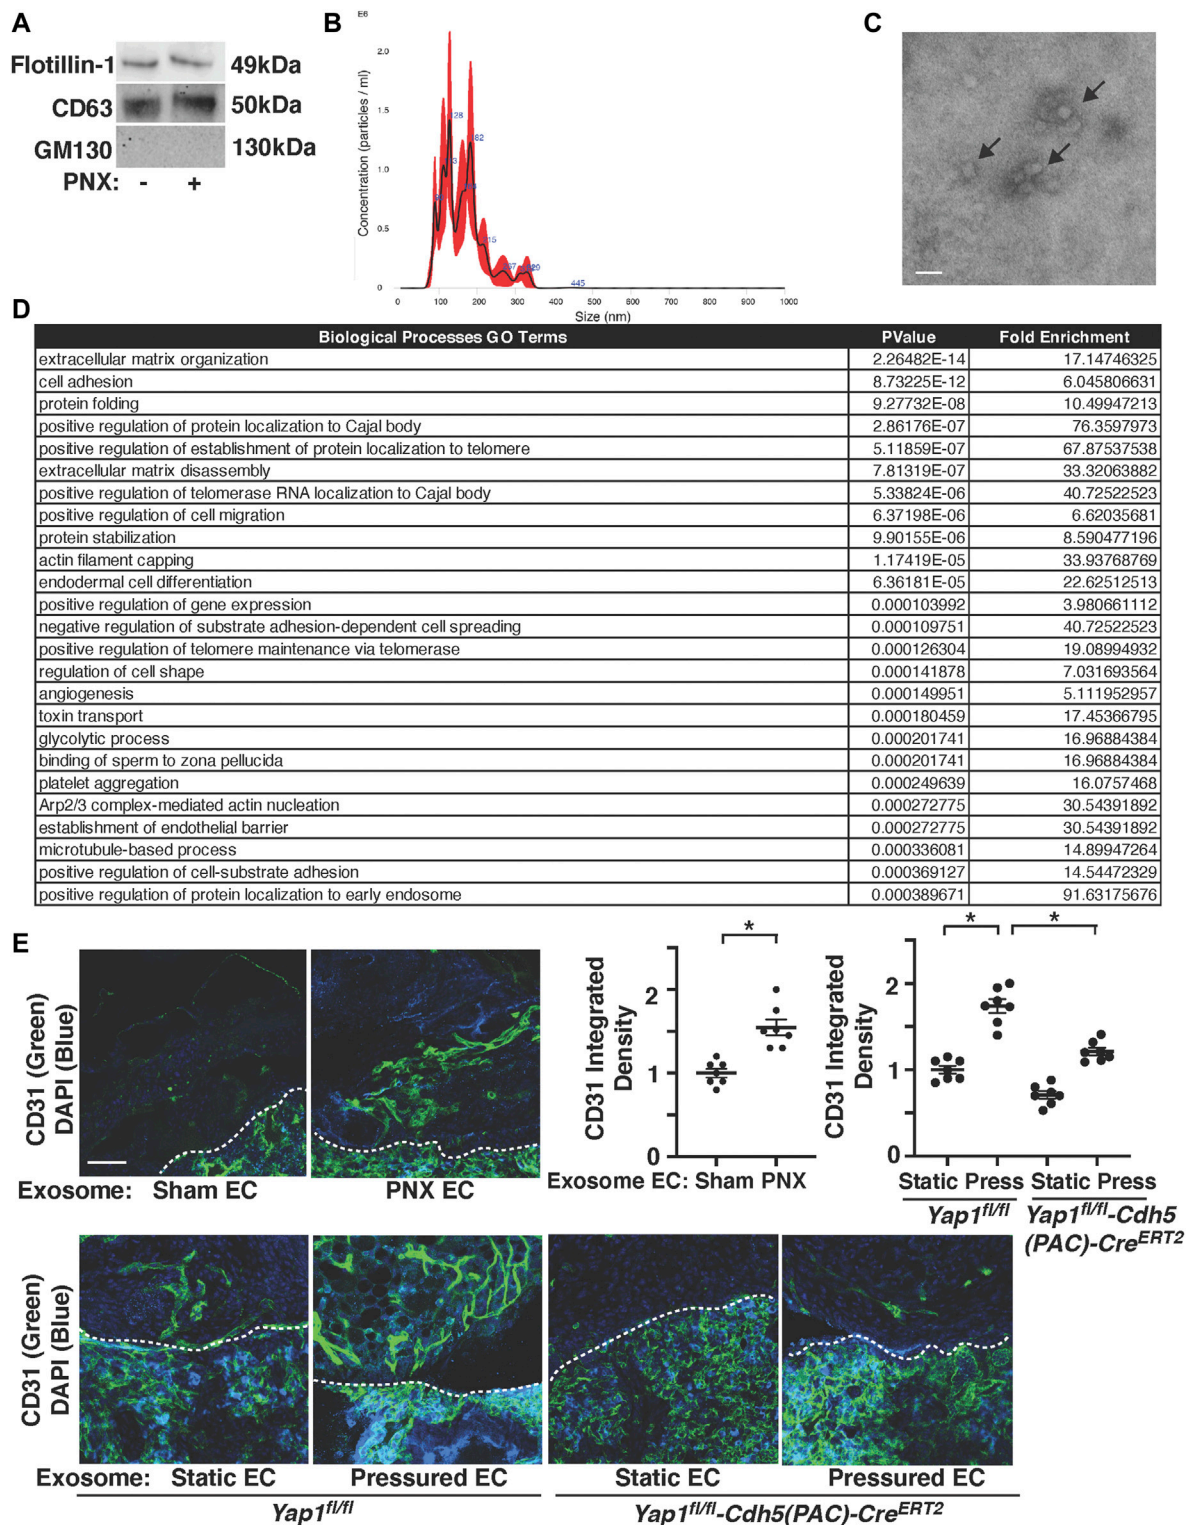 A
Flotillin-1 49kDa
CD63 50kDa
GM130 130kDa
PNX: - +
B
E6
Concentration (particles / ml)
2.0
1.5
1.0
0.5
0
128
182
15
445
0 100 200 300 400 500 600 700 800 900 1000
Size (nm)
C
D
Biological Processes GO Terms PValue Fold Enrichment
extracellular matrix organization 2.26482E-14 17.14746325
cell adhesion 8.73225E-12 6.045806631
protein folding 9.27732E-08 10.49947213
positive regulation of protein localization to Cajal body 2.86176E-07 76.3597973
positive regulation of establishment of protein localization to telomere 5.11859E-07 67.87537538
extracellular matrix disassembly 7.81319E-07 33.32063882
positive regulation of telomerase RNA localization to Cajal body 5.33824E-06 40.72522523
positive regulation of cell migration 6.37198E-06 6.62035681
protein stabilization 9.90155E-06 8.590477196
actin filament capping 1.17419E-05 33.93768769
endodermal cell differentiation 6.36181E-05 22.62512513
positive regulation of gene expression 0.000103992 3.980661112
negative regulation of substrate adhesion-dependent cell spreading 0.000109751 40.72522523
positive regulation of telomere maintenance via telomerase 0.000126304 19.08994932
regulation of cell shape 0.000141878 7.031693564
angiogenesis 0.000149951 5.111952957
toxin transport 0.000180459 17.45366795
glycolytic process 0.000201741 16.96884384
binding of sperm to zona pellucida 0.000201741 16.96884384
platelet aggregation 0.000249639 16.0757468
Arp2/3 complex-mediated actin nucleation 0.000272775 30.54391892
establishment of endothelial barrier 0.000272775 30.54391892
microtubule-based process 0.000336081 14.89947264
positive regulation of cell-substrate adhesion 0.000369127 14.54472329
positive regulation of protein localization to early endosome 0.000389671 91.63175676
E
CD31 (Green)
DAPI (Blue)
Exosome: Sham EC PNX EC
CD31 Integrated
Density
2
1
0
*
Exosome EC: Sham PNX
CD31 Integrated
Density
2
1
0
* *
Static Press Static Press
Yap1fl/fl Yap1fl/fl-Cdh5
(PAC)-CreERT2
CD31 (Green)
DAPI (Blue)
Exosome: Static EC Pressured EC Static EC Pressured EC
Yap1fl/fl Yap1fl/fl-Cdh5(PAC)-CreERT2